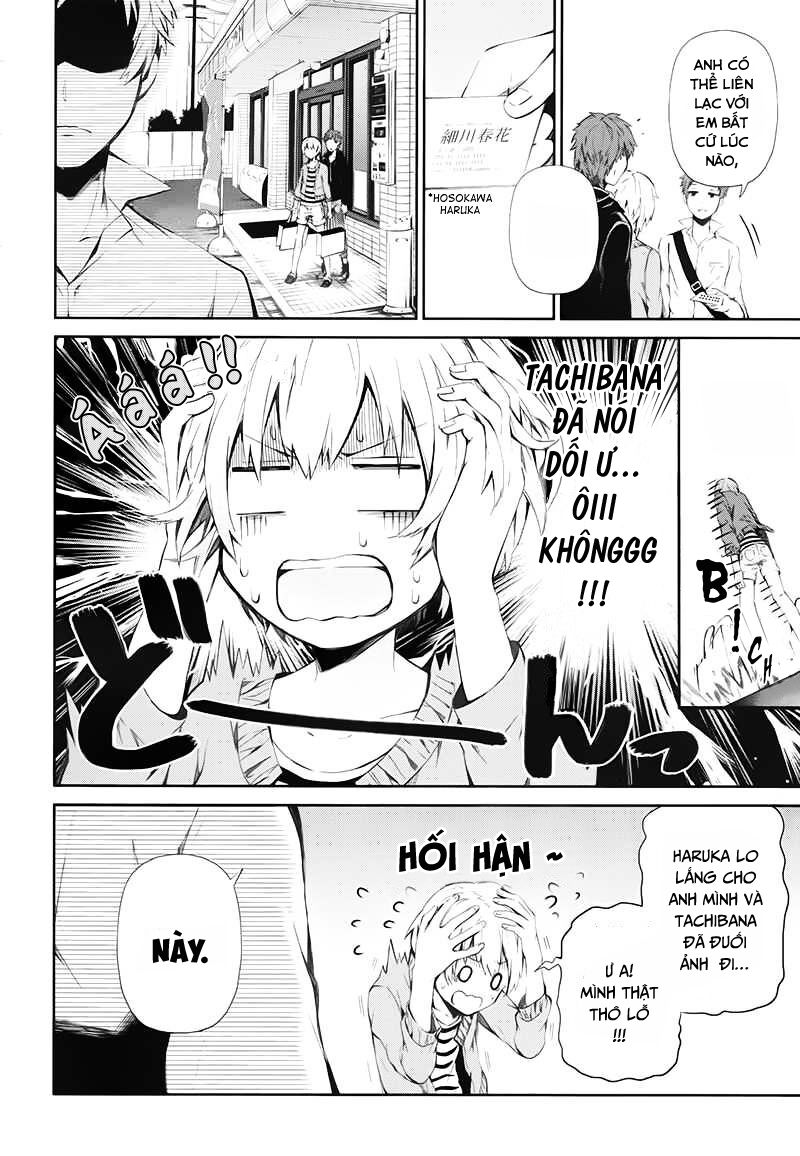 ANH CÓ
THỂ LIÊN
LẠC VỚI
EM BẤT
CỨ LÚC
NÀO,
細川春花
*HOSOKAWA
HARUKA
B
Ị
CH
TACHIBANA
ĐÃ NÓI
DỐI Ư...
ÔIII
KHÔNGGG
!!!
Á á á!!
どーんっ
HARUKA LO
LẮNG CHO
ANH MÌNH VÀ
TACHIBANA
ĐÃ ĐUỔI
ẢNH ĐI...
Ư A!
MÌNH THẬT
THÔ LỖ
!!!
HỐI HẬN ~
NÀY.